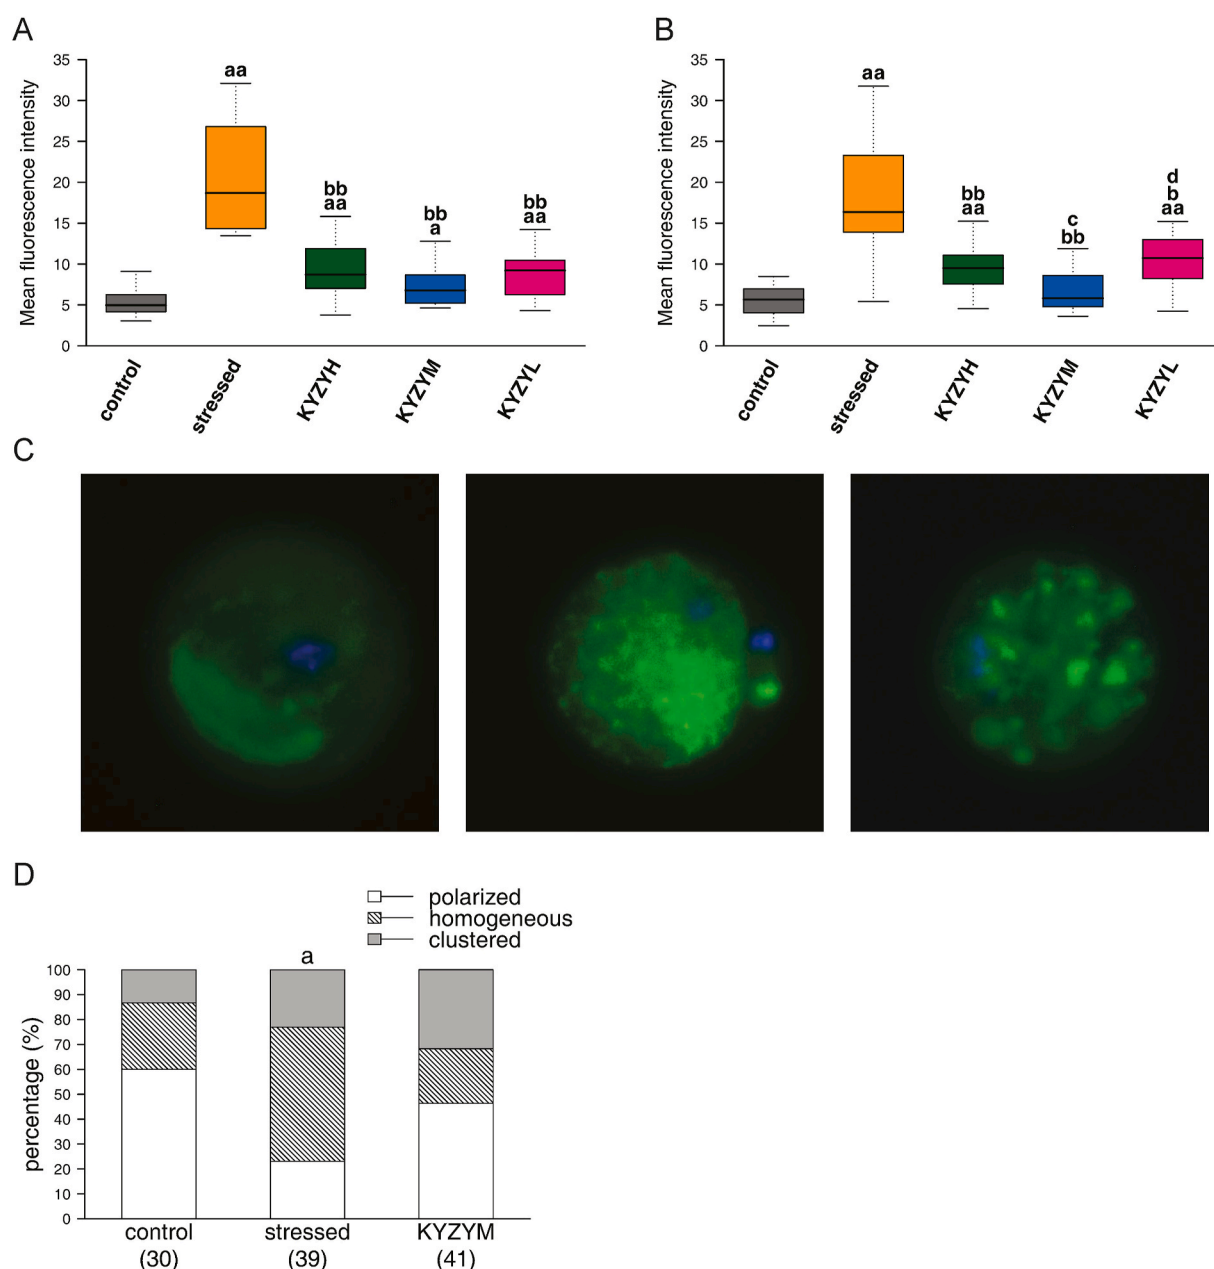 A
Mean fluorescence intensity
35
30
25
20
15
10
5
0
aa
bb
aa
bb
a
bb
aa
control
stressed
KYZYH
KYZYM
KYZYL
B
Mean fluorescence intensity
35
30
25
20
15
10
5
0
aa
bb
aa
c
bb
d
b
aa
control
stressed
KYZYH
KYZYM
KYZYL
C
D
polarized
homogeneous
clustered
percentage (%)
100
90
80
70
60
50
40
30
20
10
0
a
control
(30)
stressed
(39)
KYZYM
(41)